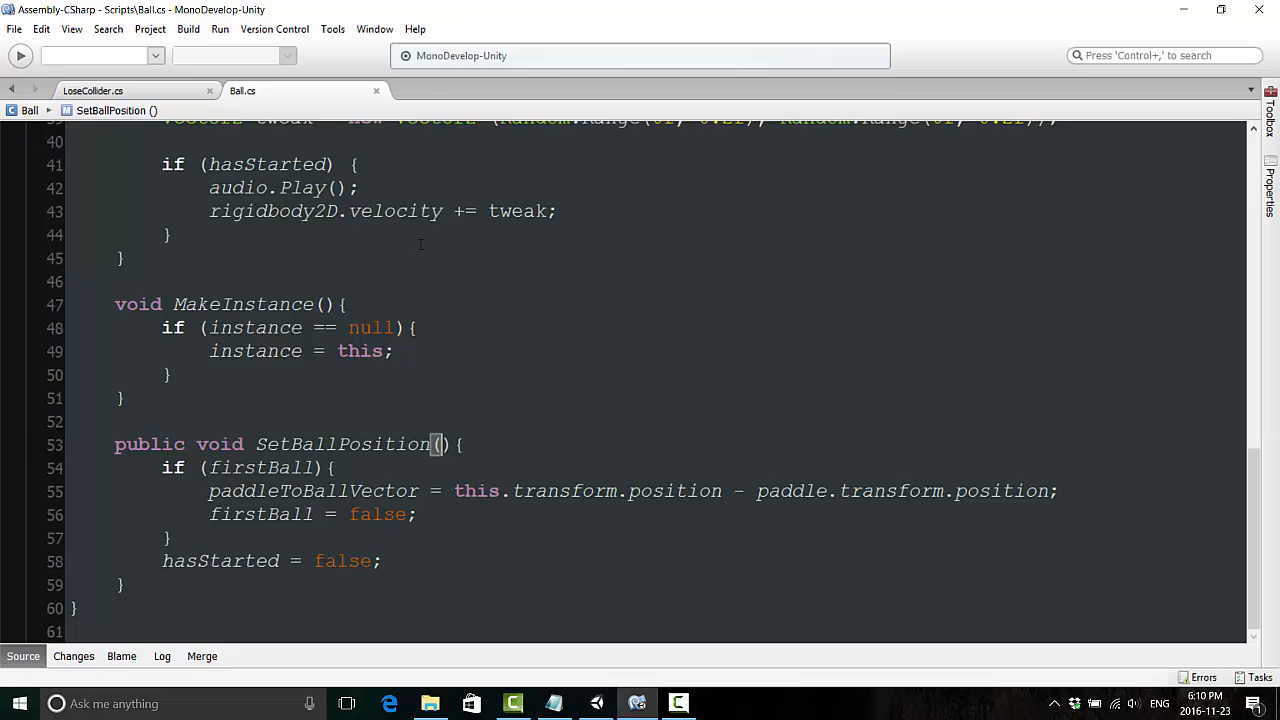 Assembly-CSharp - Scripts\Ball.cs - MonoDevelop-Unity
File Edit View Search Project Build Run Version Control Tools Window Help
MonoDevelop-Unity
Press 'Control+,' to search
LoseCollider.cs
Ball.cs
Ball
SetBallPosition ()
40
41 if (hasStarted) {
42 audio.Play();
43 rigidbody2D.velocity += tweak;
44 }
45 }
46
47 void MakeInstance(){
48 if (instance == null){
49 instance = this;
50 }
51 }
52
53 public void SetBallPosition(){
54 if (firstBall){
55 paddleToBallVector = this.transform.position - paddle.transform.position;
56 firstBall = false;
57 }
58 hasStarted = false;
59 }
60 }
61
Toolbox
Properties
Source Changes Blame Log Merge
Errors Tasks
Ask me anything
ENG
6:10 PM
2016-11-23
1